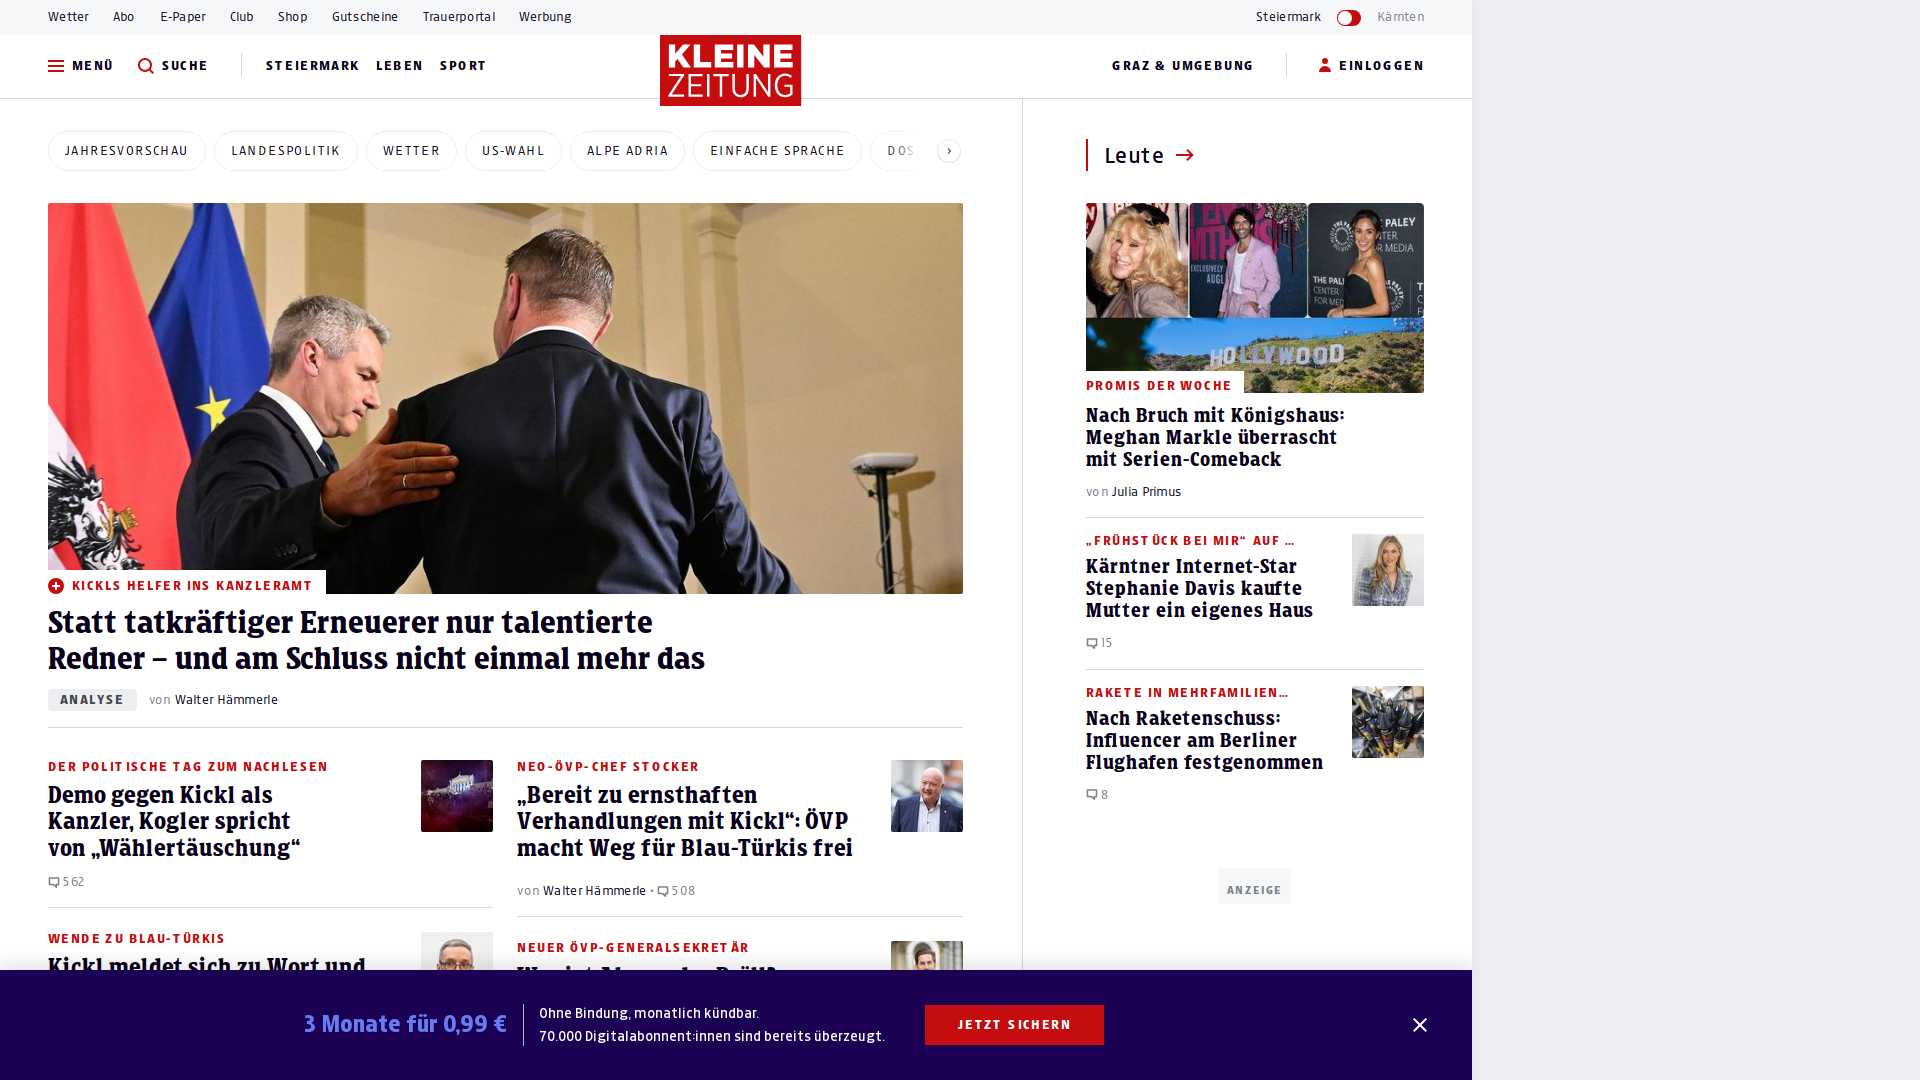 Wetter Abo E-Paper Club Shop Gutscheine Trauerportal Werbung
Steiermark Kärnten
MENÜ SUCHE STEIERMARK LEBEN SPORT
KLEINE
ZEITUNG
GRAZ & UMGEBUNG EINLOGGEN
JAHRESVORSCHAU LANDESPOLITIK WETTER US-WAHL ALPE ADRIA EINFACHE SPRACHE DOS
KICKLS HELFER INS KANZLERAMT
Statt tatkräftiger Erneuerer nur talentierte
Redner – und am Schluss nicht einmal mehr das
ANALYSE von Walter Hämmerle
DER POLITISCHE TAG ZUM NACHLESEN
Demo gegen Kickl als
Kanzler, Kogler spricht
von „Wählertäuschung“
562
NEO-ÖVP-CHEF STOCKER
„Bereit zu ernsthaften
Verhandlungen mit Kickl“: ÖVP
macht Weg für Blau-Türkis frei
von Walter Hämmerle • 508
WENDE ZU BLAU-TÜRKIS
Kickl meldet sich zu Wort und
NEUER ÖVP-GENERALSEKRETÄR
Leute
THE PALEY
CENTER
FOR MEDIA
HOLLYWOOD
PROMIS DER WOCHE
Nach Bruch mit Königshaus:
Meghan Markle überrascht
mit Serien-Comeback
von Julia Primus
„FRÜHSTÜCK BEI MIR“ AUF ...
Kärntner Internet-Star
Stephanie Davis kaufte
Mutter ein eigenes Haus
15
RAKETE IN MEHRFAMILIEN...
Nach Raketenschuss:
Influencer am Berliner
Flughafen festgenommen
8
ANZEIGE
3 Monate für 0,99 €
Ohne Bindung, monatlich kündbar.
70.000 Digitalabonnent:innen sind bereits überzeugt.
JETZT SICHERN